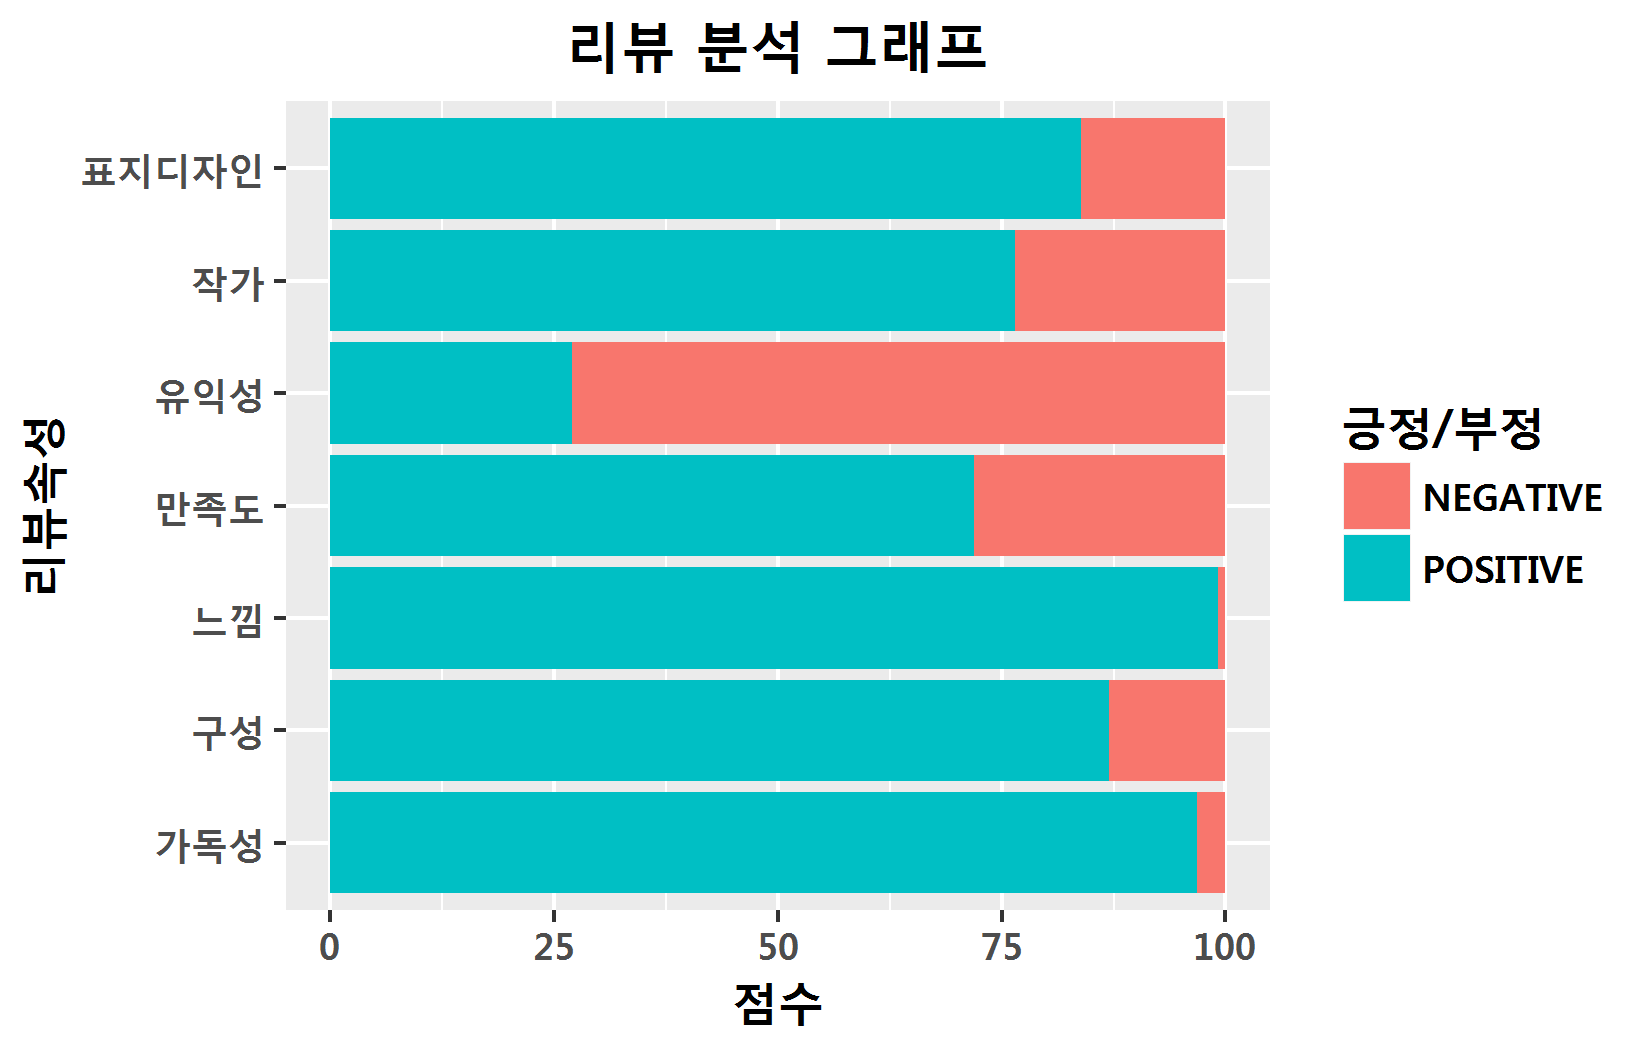 리뷰 분석 그래프
표지디자인
작가
유익성
만족도
느낌
구성
가독성
리뷰속성
0 25 50 75 100
점수
긍정/부정
NEGATIVE
POSITIVE